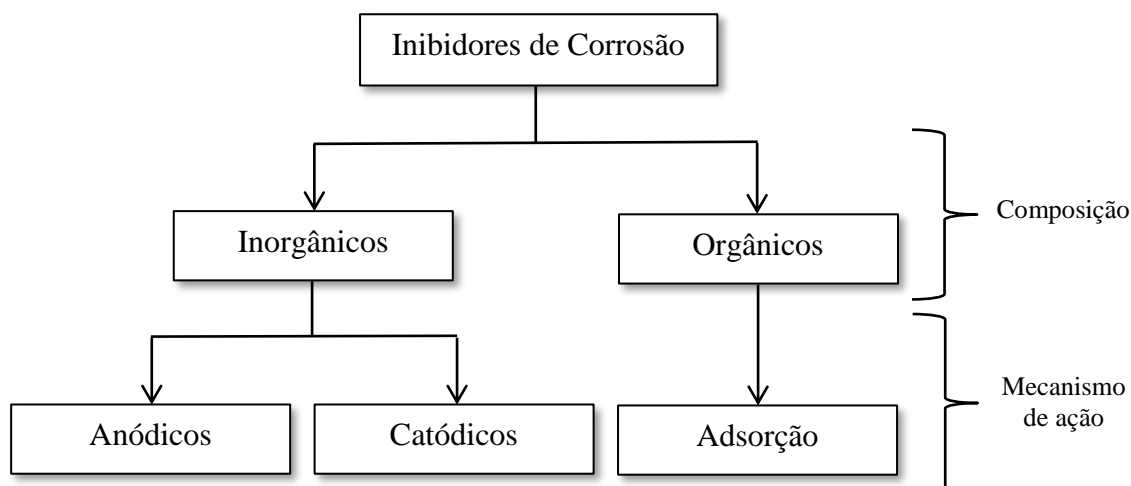 Inibidores de Corrosão
Inorgânicos
Orgânicos
Composição
Anódicos
Catódicos
Adsorção
Mecanismo
de ação